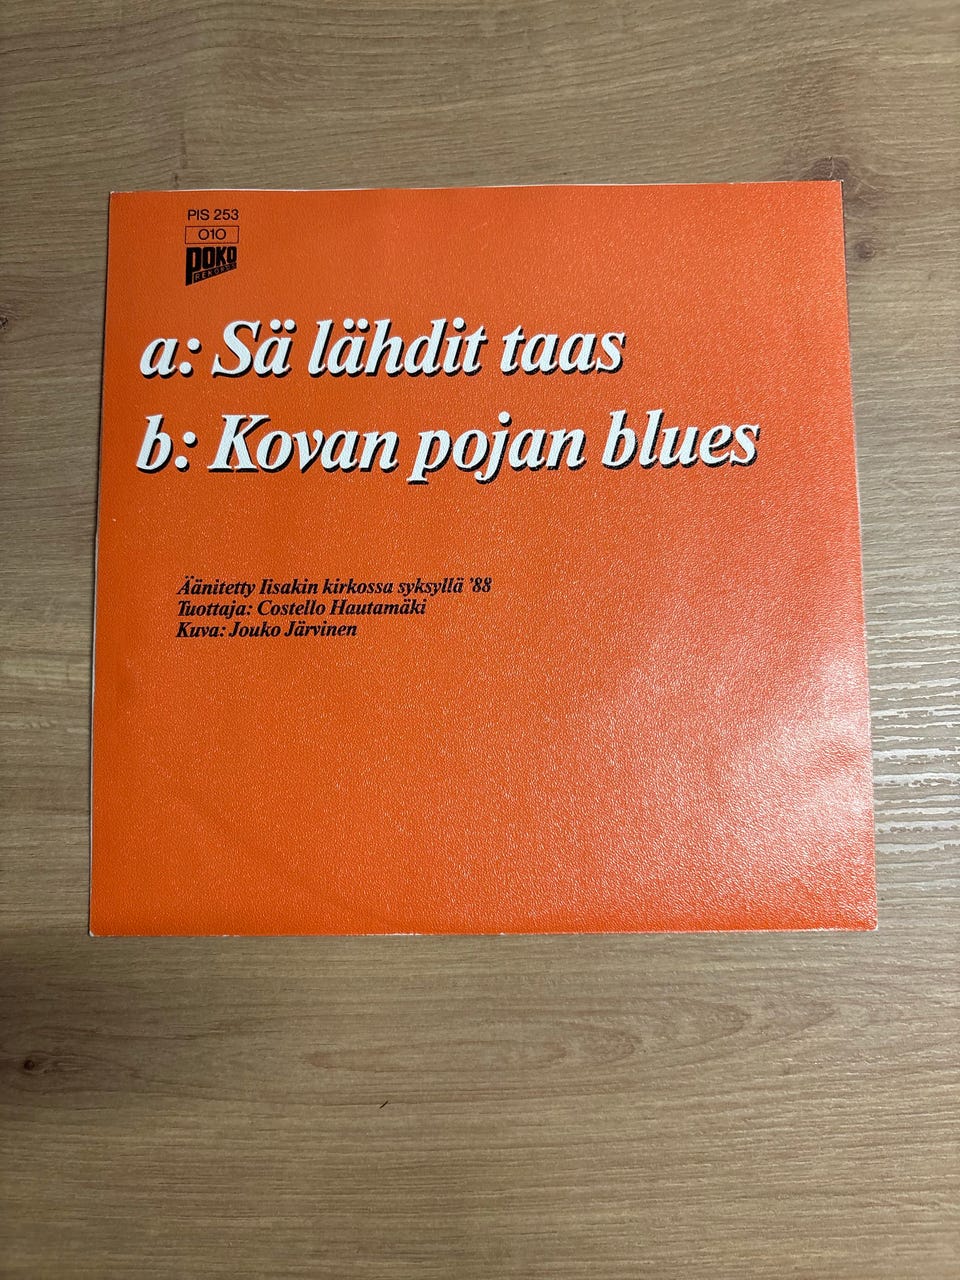 PIS 253
010
POKO
REKORDS
a: Sä lähdit taas
b: Kovan pojan blues
Äänitetty Iisakin kirkossa syksyllä '88
Tuottaja: Costello Hautamäki
Kuva: Jouko Järvinen